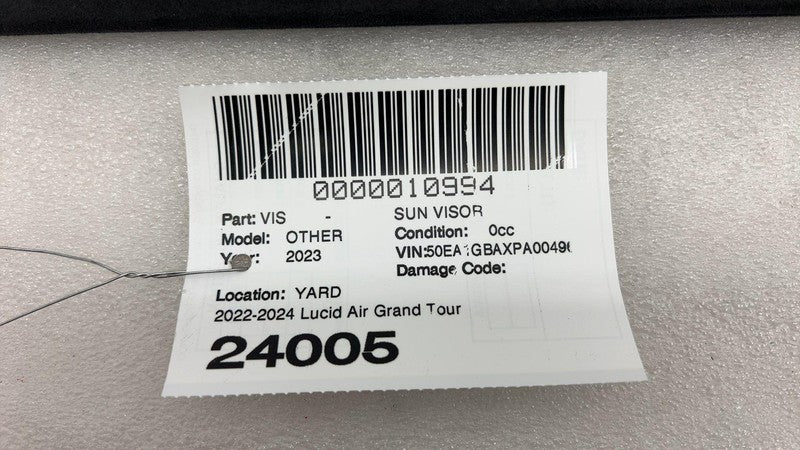 0000010994
Part: VIS - SUN VISOR
Model: OTHER Condition: 0cc
Year: 2023 VIN:50EA1GBAXPA0049
Damage Code:
Location: YARD
2022-2024 Lucid Air Grand Tour
24005